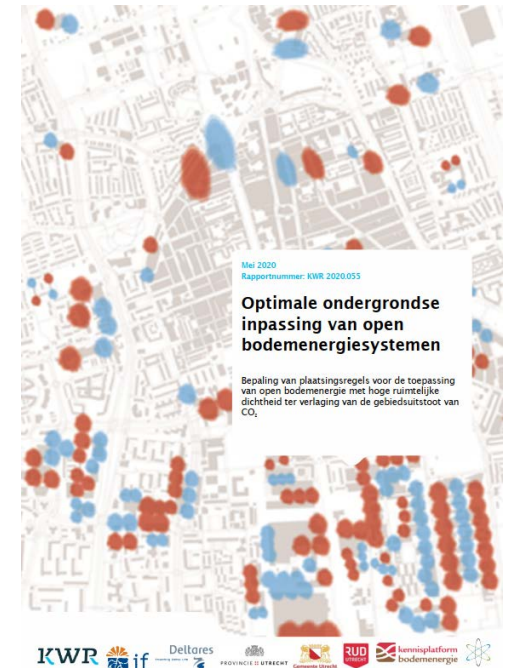 Mei 2020
Rapportnummer: KWR 2020.055
Optimale ondergrondse
inpassing van open
bodemenergiesystemen
Bepaling van plaatsingsregels voor de toepassing
van open bodemenergie met hoge ruimtelijke
dichtheid ter verlaging van de gebiedsuitstoot van
CO₂
KWR
if
Deltares
PROVINCIE UTRECHT
Gemeente Utrecht
RUD
UTRECHT
kennisplatform
bodemenergie